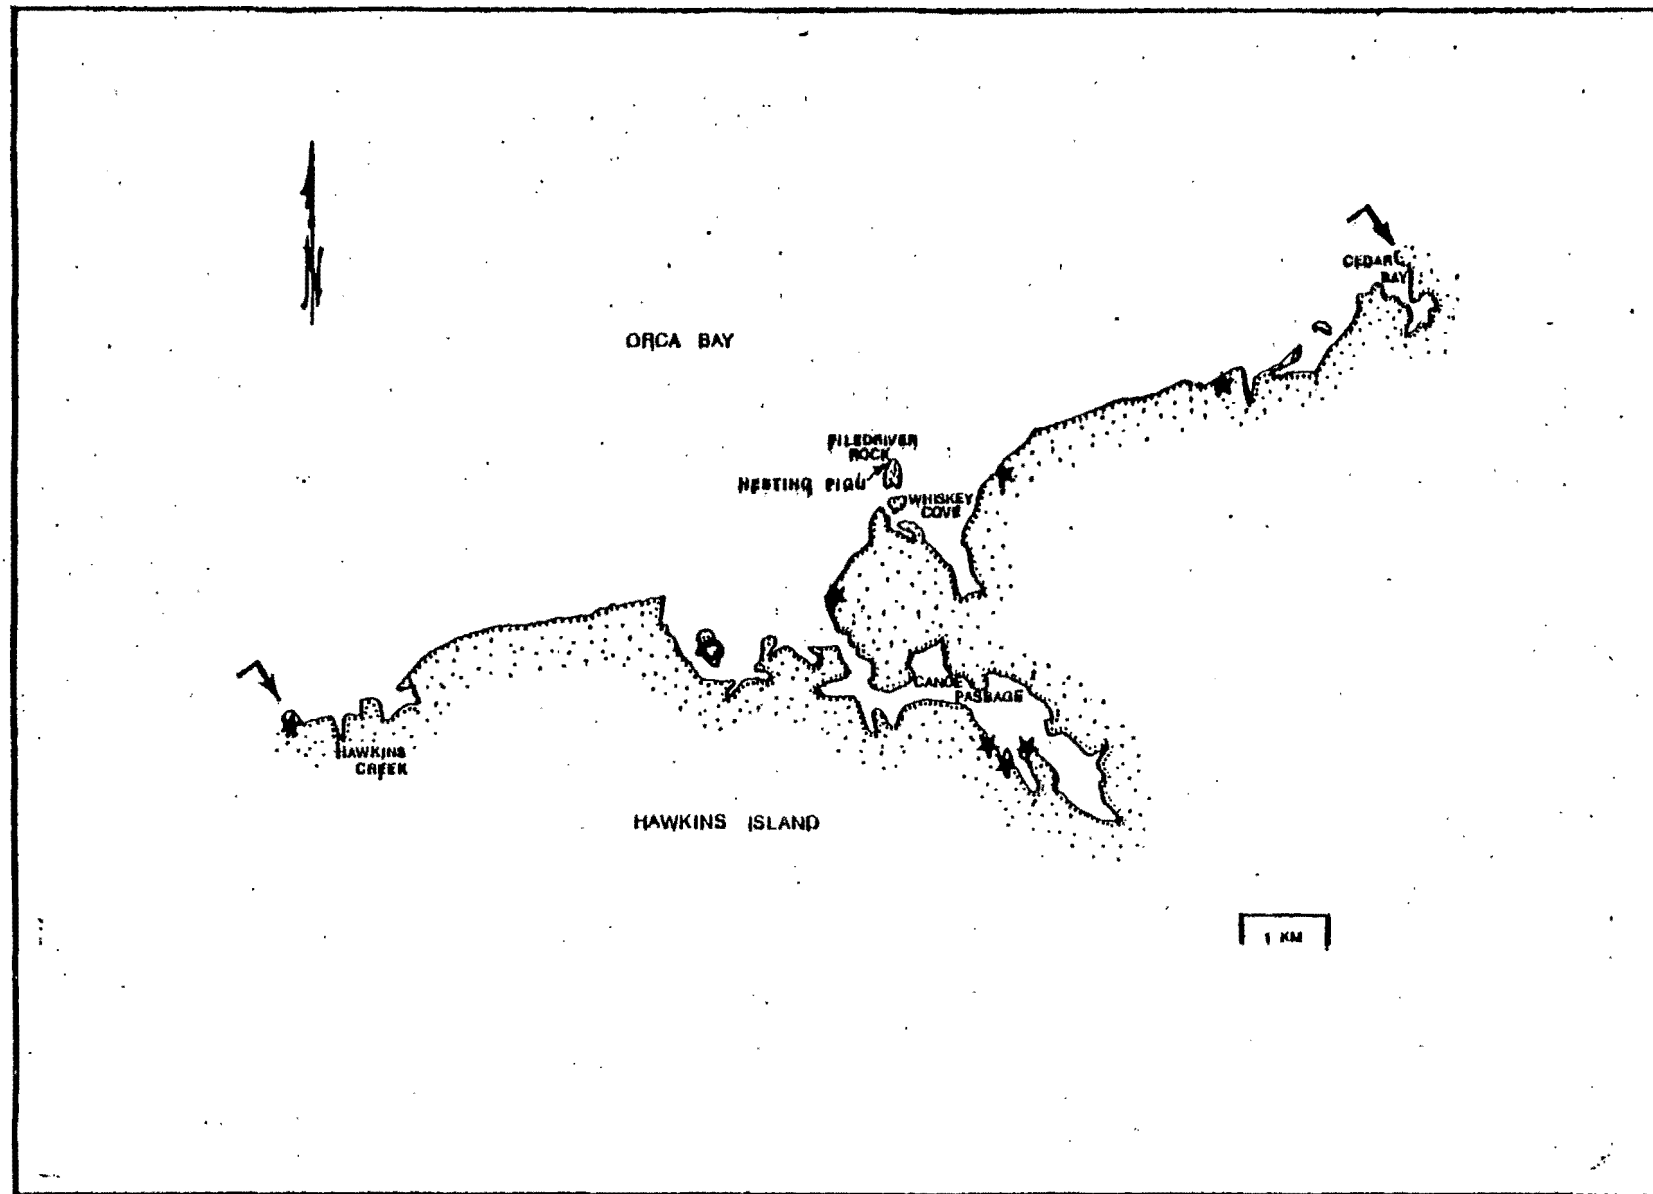 CEDAR
BAY
ORCA BAY
PILEDRIVER
ROCK
NESTING PIGU
WHISKEY
COVE
CANOE
PASSAGE
HAWKINS
CREEK
HAWKINS ISLAND
1 KM